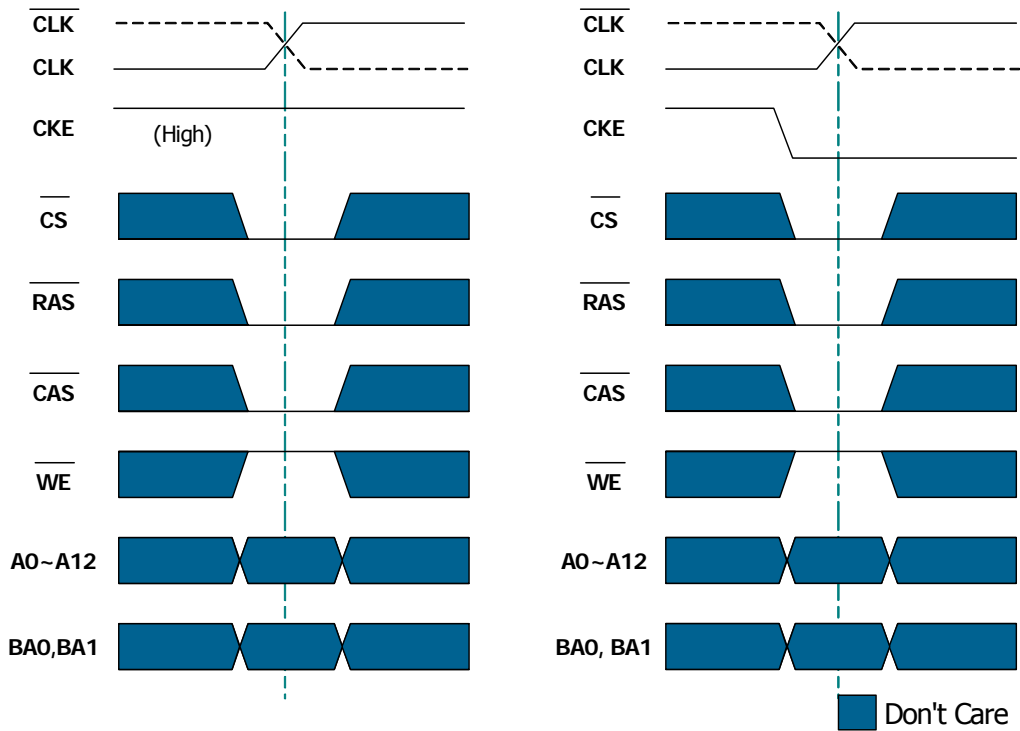 CLK
CLK
CKE
(High)
CS
RAS
CAS
WE
A0~A12
BA0,BA1
CLK
CLK
CKE
CS
RAS
CAS
WE
A0~A12
BA0, BA1
Don't Care